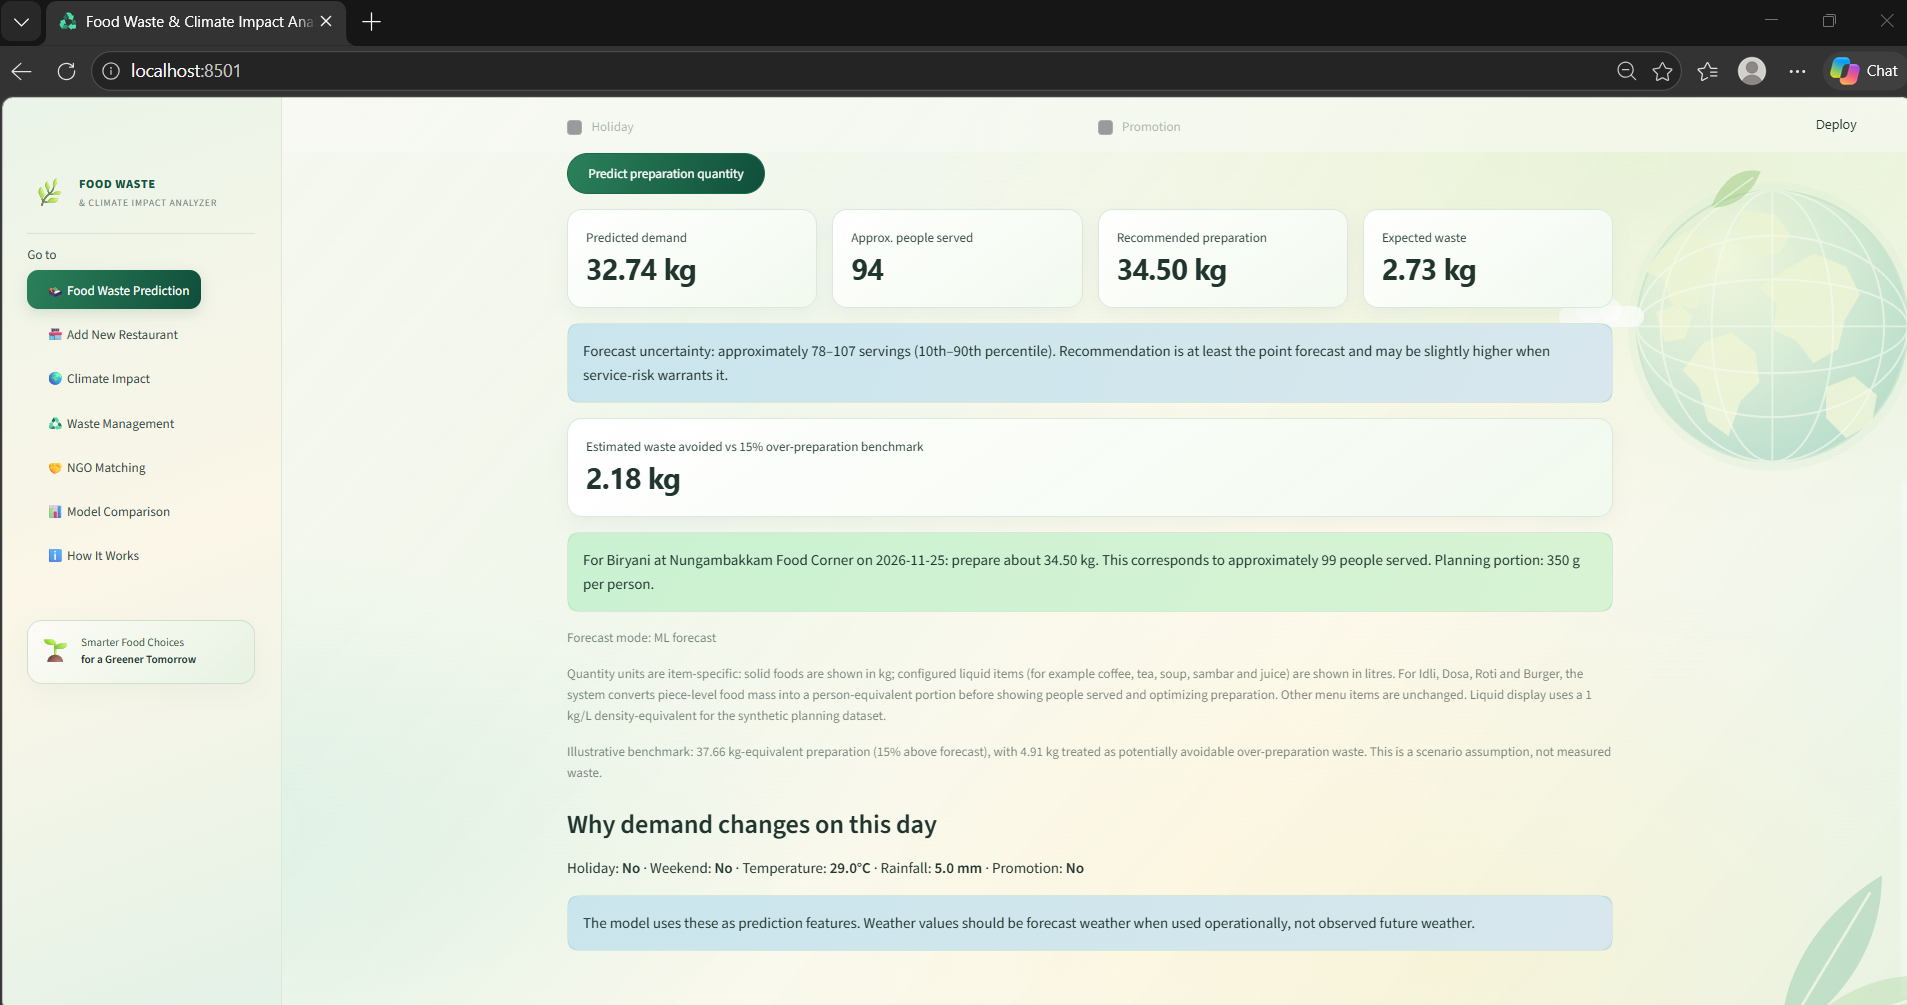 Food Waste & Climate Impact Ana
localhost:8501
Chat
Holiday
Promotion
Deploy
FOOD WASTE
& CLIMATE IMPACT ANALYZER
Go to
Food Waste Prediction
Add New Restaurant
Climate Impact
Waste Management
NGO Matching
Model Comparison
How It Works
Smarter Food Choices
for a Greener Tomorrow
Predict preparation quantity
Predicted demand
32.74 kg
Approx. people served
94
Recommended preparation
34.50 kg
Expected waste
2.73 kg
Forecast uncertainty: approximately 78–107 servings (10th–90th percentile). Recommendation is at least the point forecast and may be slightly higher when
service-risk warrants it.
Estimated waste avoided vs 15% over-preparation benchmark
2.18 kg
For Biryani at Nungambakkam Food Corner on 2026-11-25: prepare about 34.50 kg. This corresponds to approximately 99 people served. Planning portion: 350 g
per person.
Forecast mode: ML forecast
Quantity units are item-specific: solid foods are shown in kg; configured liquid items (for example coffee, tea, soup, sambar and juice) are shown in litres. For Idli, Dosa, Roti and Burger, the
system converts piece-level food mass into a person-equivalent portion before showing people served and optimizing preparation. Other menu items are unchanged. Liquid display uses a 1
kg/L density-equivalent for the synthetic planning dataset.
Illustrative benchmark: 37.66 kg-equivalent preparation (15% above forecast), with 4.91 kg treated as potentially avoidable over-preparation waste. This is a scenario assumption, not measured
waste.
Why demand changes on this day
Holiday: No · Weekend: No · Temperature: 29.0°C · Rainfall: 5.0 mm · Promotion: No
The model uses these as prediction features. Weather values should be forecast weather when used operationally, not observed future weather.